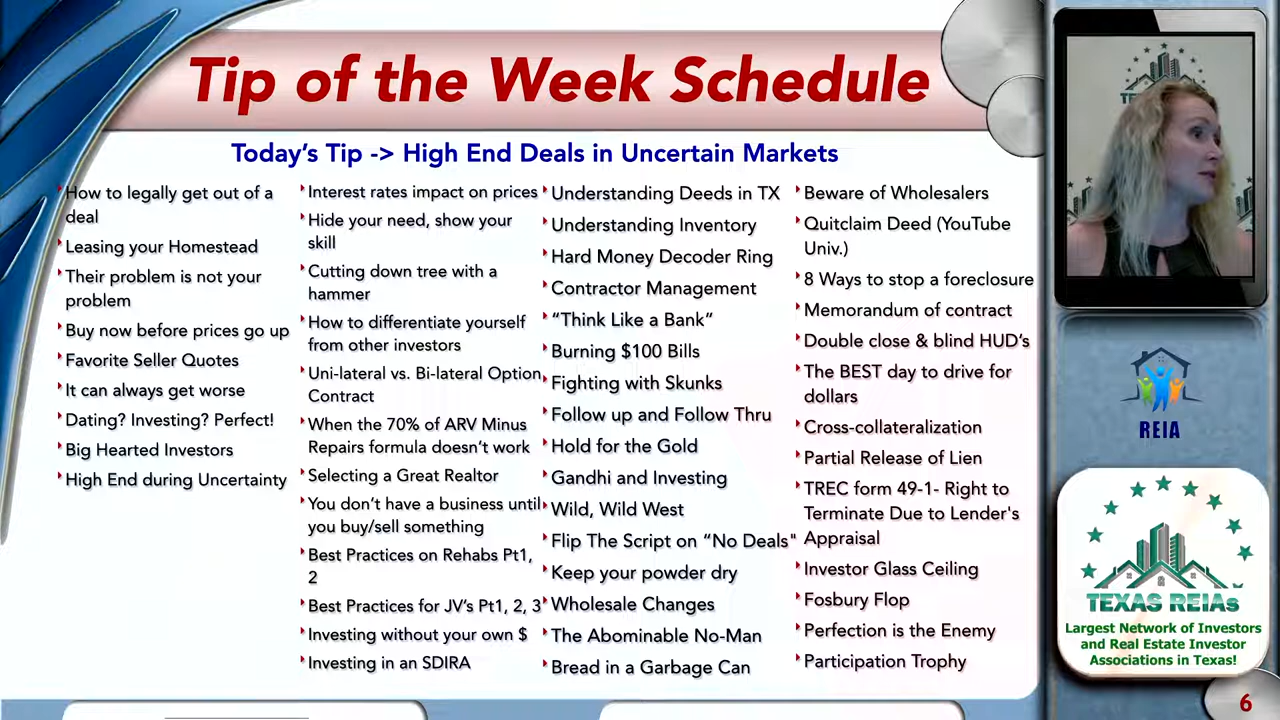 Tip of the Week Schedule
Today's Tip -> High End Deals in Uncertain Markets
How to legally get out of a
deal
Leasing your Homestead
Their problem is not your
problem
Buy now before prices go up
Favorite Seller Quotes
It can always get worse
Dating? Investing? Perfect!
Big Hearted Investors
High End during Uncertainty
Interest rates impact on prices
Hide your need, show your
skill
Cutting down tree with a
hammer
How to differentiate yourself
from other investors
Uni-lateral vs. Bi-lateral Option
Contract
When the 70% of ARV Minus
Repairs formula doesn't work
Selecting a Great Realtor
You don't have a business until
you buy/sell something
Best Practices on Rehabs Pt1,
2
Best Practices for JV's Pt1, 2, 3
Investing without your own $
Investing in an SDIRA
Understanding Deeds in TX
Understanding Inventory
Hard Money Decoder Ring
Contractor Management
"Think Like a Bank"
Burning $100 Bills
Fighting with Skunks
Follow up and Follow Thru
Hold for the Gold
Gandhi and Investing
Wild, Wild West
Flip The Script on "No Deals"
Keep your powder dry
Wholesale Changes
The Abominable No-Man
Bread in a Garbage Can
Beware of Wholesalers
Quitclaim Deed (YouTube
Univ.)
8 Ways to stop a foreclosure
Memorandum of contract
Double close & blind HUD's
The BEST day to drive for
dollars
Cross-collateralization
Partial Release of Lien
TREC form 49-1- Right to
Terminate Due to Lender's
Appraisal
Investor Glass Ceiling
Fosbury Flop
Perfection is the Enemy
Participation Trophy
REIA
TEXAS REIAs
Largest Network of Investors
and Real Estate Investor
Associations in Texas!
6